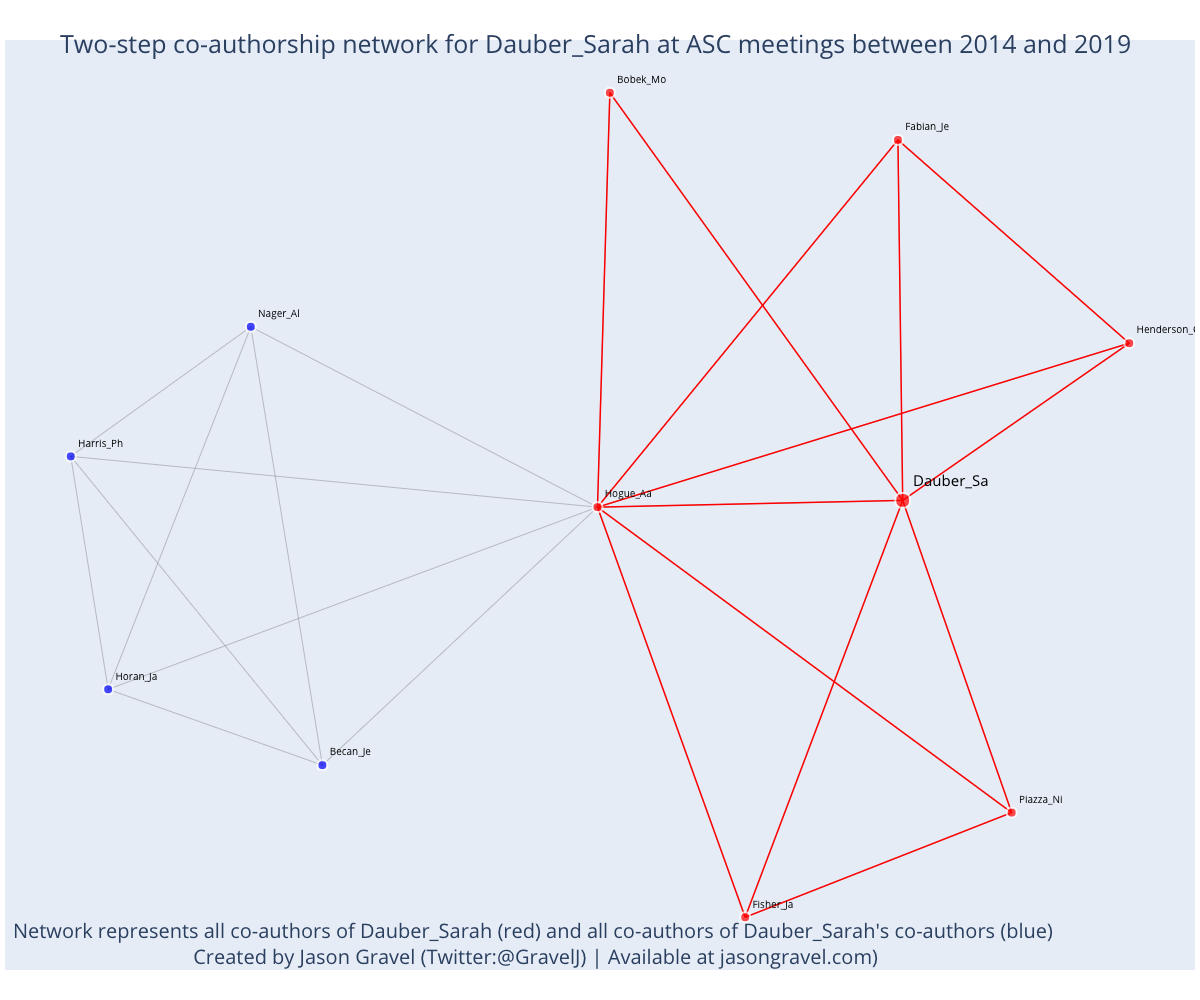 Two-step co-authorship network for Dauber_Sarah at ASC meetings between 2014 and 2019
Bobek_Mo
Fabian_Je
Nager_Al
Henderson_
Harris_Ph
Dauber_Sa
Hogue_Aa
Horan_Ja
Becan_Je
Piazza_Ni
Fisher_Ja
Network represents all co-authors of Dauber_Sarah (red) and all co-authors of Dauber_Sarah's co-authors (blue)
Created by Jason Gravel (Twitter:@GravelJ) | Available at jasongravel.com)